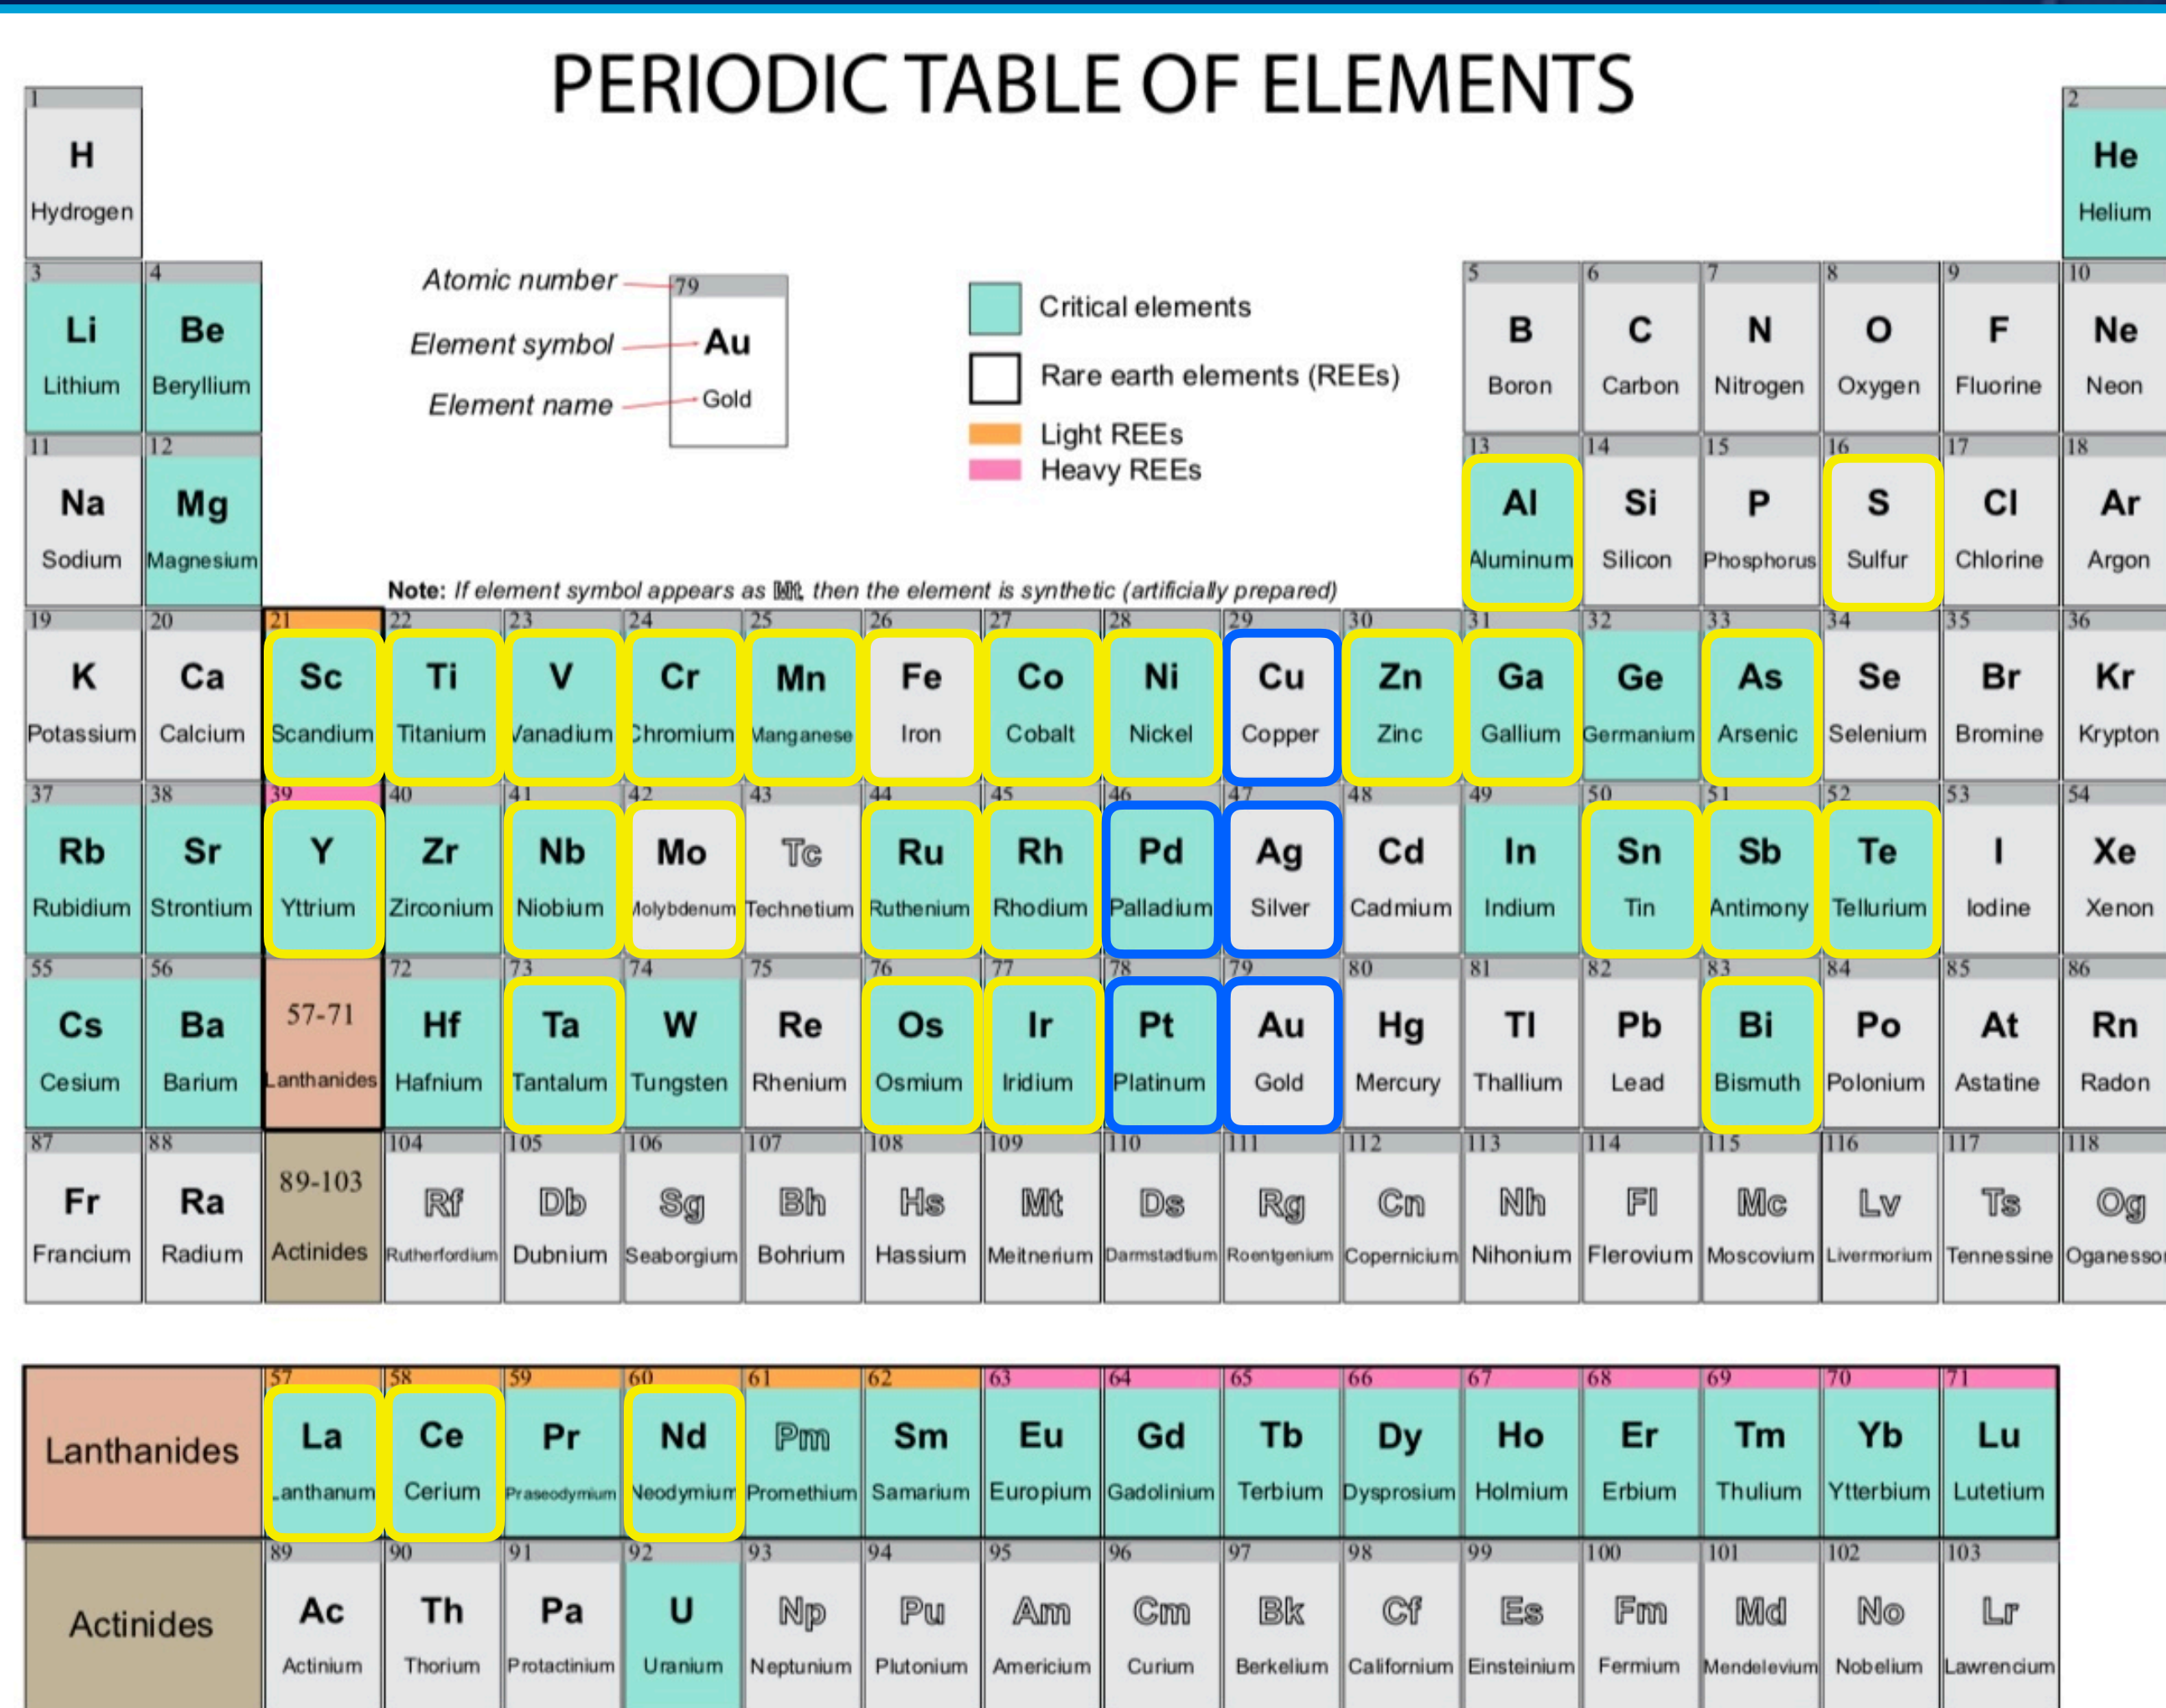 PERIODIC TABLE OF ELEMENTS
1 2
H He
Hydrogen Helium
Atomic number 79
Element symbol Au
Element name Gold
Critical elements
Rare earth elements (REEs)
Light REEs
Heavy REEs
3 4 5 6 7 8 9 10
Li Be B C N O F Ne
Lithium Beryllium Boron Carbon Nitrogen Oxygen Fluorine Neon
11 12 13 14 15 16 17 18
Na Mg Al Si P S Cl Ar
Sodium Magnesium Aluminum Silicon Phosphorus Sulfur Chlorine Argon
Note: If element symbol appears as Mt, then the element is synthetic (artificially prepared)
19 20 21 22 23 24 25 26 27 28 29 30 31 32 33 34 35 36
K Ca Sc Ti V Cr Mn Fe Co Ni Cu Zn Ga Ge As Se Br Kr
Potassium Calcium Scandium Titanium Vanadium Chromium Manganese Iron Cobalt Nickel Copper Zinc Gallium Germanium Arsenic Selenium Bromine Krypton
37 38 39 40 41 42 43 44 45 46 47 48 49 50 51 52 53 54
Rb Sr Y Zr Nb Mo Tc Ru Rh Pd Ag Cd In Sn Sb Te I Xe
Rubidium Strontium Yttrium Zirconium Niobium Molybdenum Technetium Ruthenium Rhodium Palladium Silver Cadmium Indium Tin Antimony Tellurium Iodine Xenon
55 56 57-71 72 73 74 75 76 77 78 79 80 81 82 83 84 85 86
Cs Ba Hf Ta W Re Os Ir Pt Au Hg Tl Pb Bi Po At Rn
Cesium Barium Lanthanides Hafnium Tantalum Tungsten Rhenium Osmium Iridium Platinum Gold Mercury Thallium Lead Bismuth Polonium Astatine Radon
87 88 89-103 104 105 106 107 108 109 110 111 112 113 114 115 116 117 118
Fr Ra Rf Db Sg Bh Hs Mt Ds Rg Cn Nh Fl Mc Lv Ts Og
Francium Radium Actinides Rutherfordium Dubnium Seaborgium Bohrium Hassium Meitnerium Darmstadtium Roentgenium Copernicium Nihonium Flerovium Moscovium Livermorium Tennessine Oganesso
57 58 59 60 61 62 63 64 65 66 67 68 69 70 71
Lanthanides La Ce Pr Nd Pm Sm Eu Gd Tb Dy Ho Er Tm Yb Lu
Lanthanum Cerium Praseodymium Neodymium Promethium Samarium Europium Gadolinium Terbium Dysprosium Holmium Erbium Thulium Ytterbium Lutetium
89 90 91 92 93 94 95 96 97 98 99 100 101 102 103
Actinides Ac Th Pa U Np Pu Am Cm Bk Cf Es Fm Md No Lr
Actinium Thorium Protactinium Uranium Neptunium Plutonium Americium Curium Berkelium Californium Einsteinium Fermium Mendelevium Nobelium Lawrencium